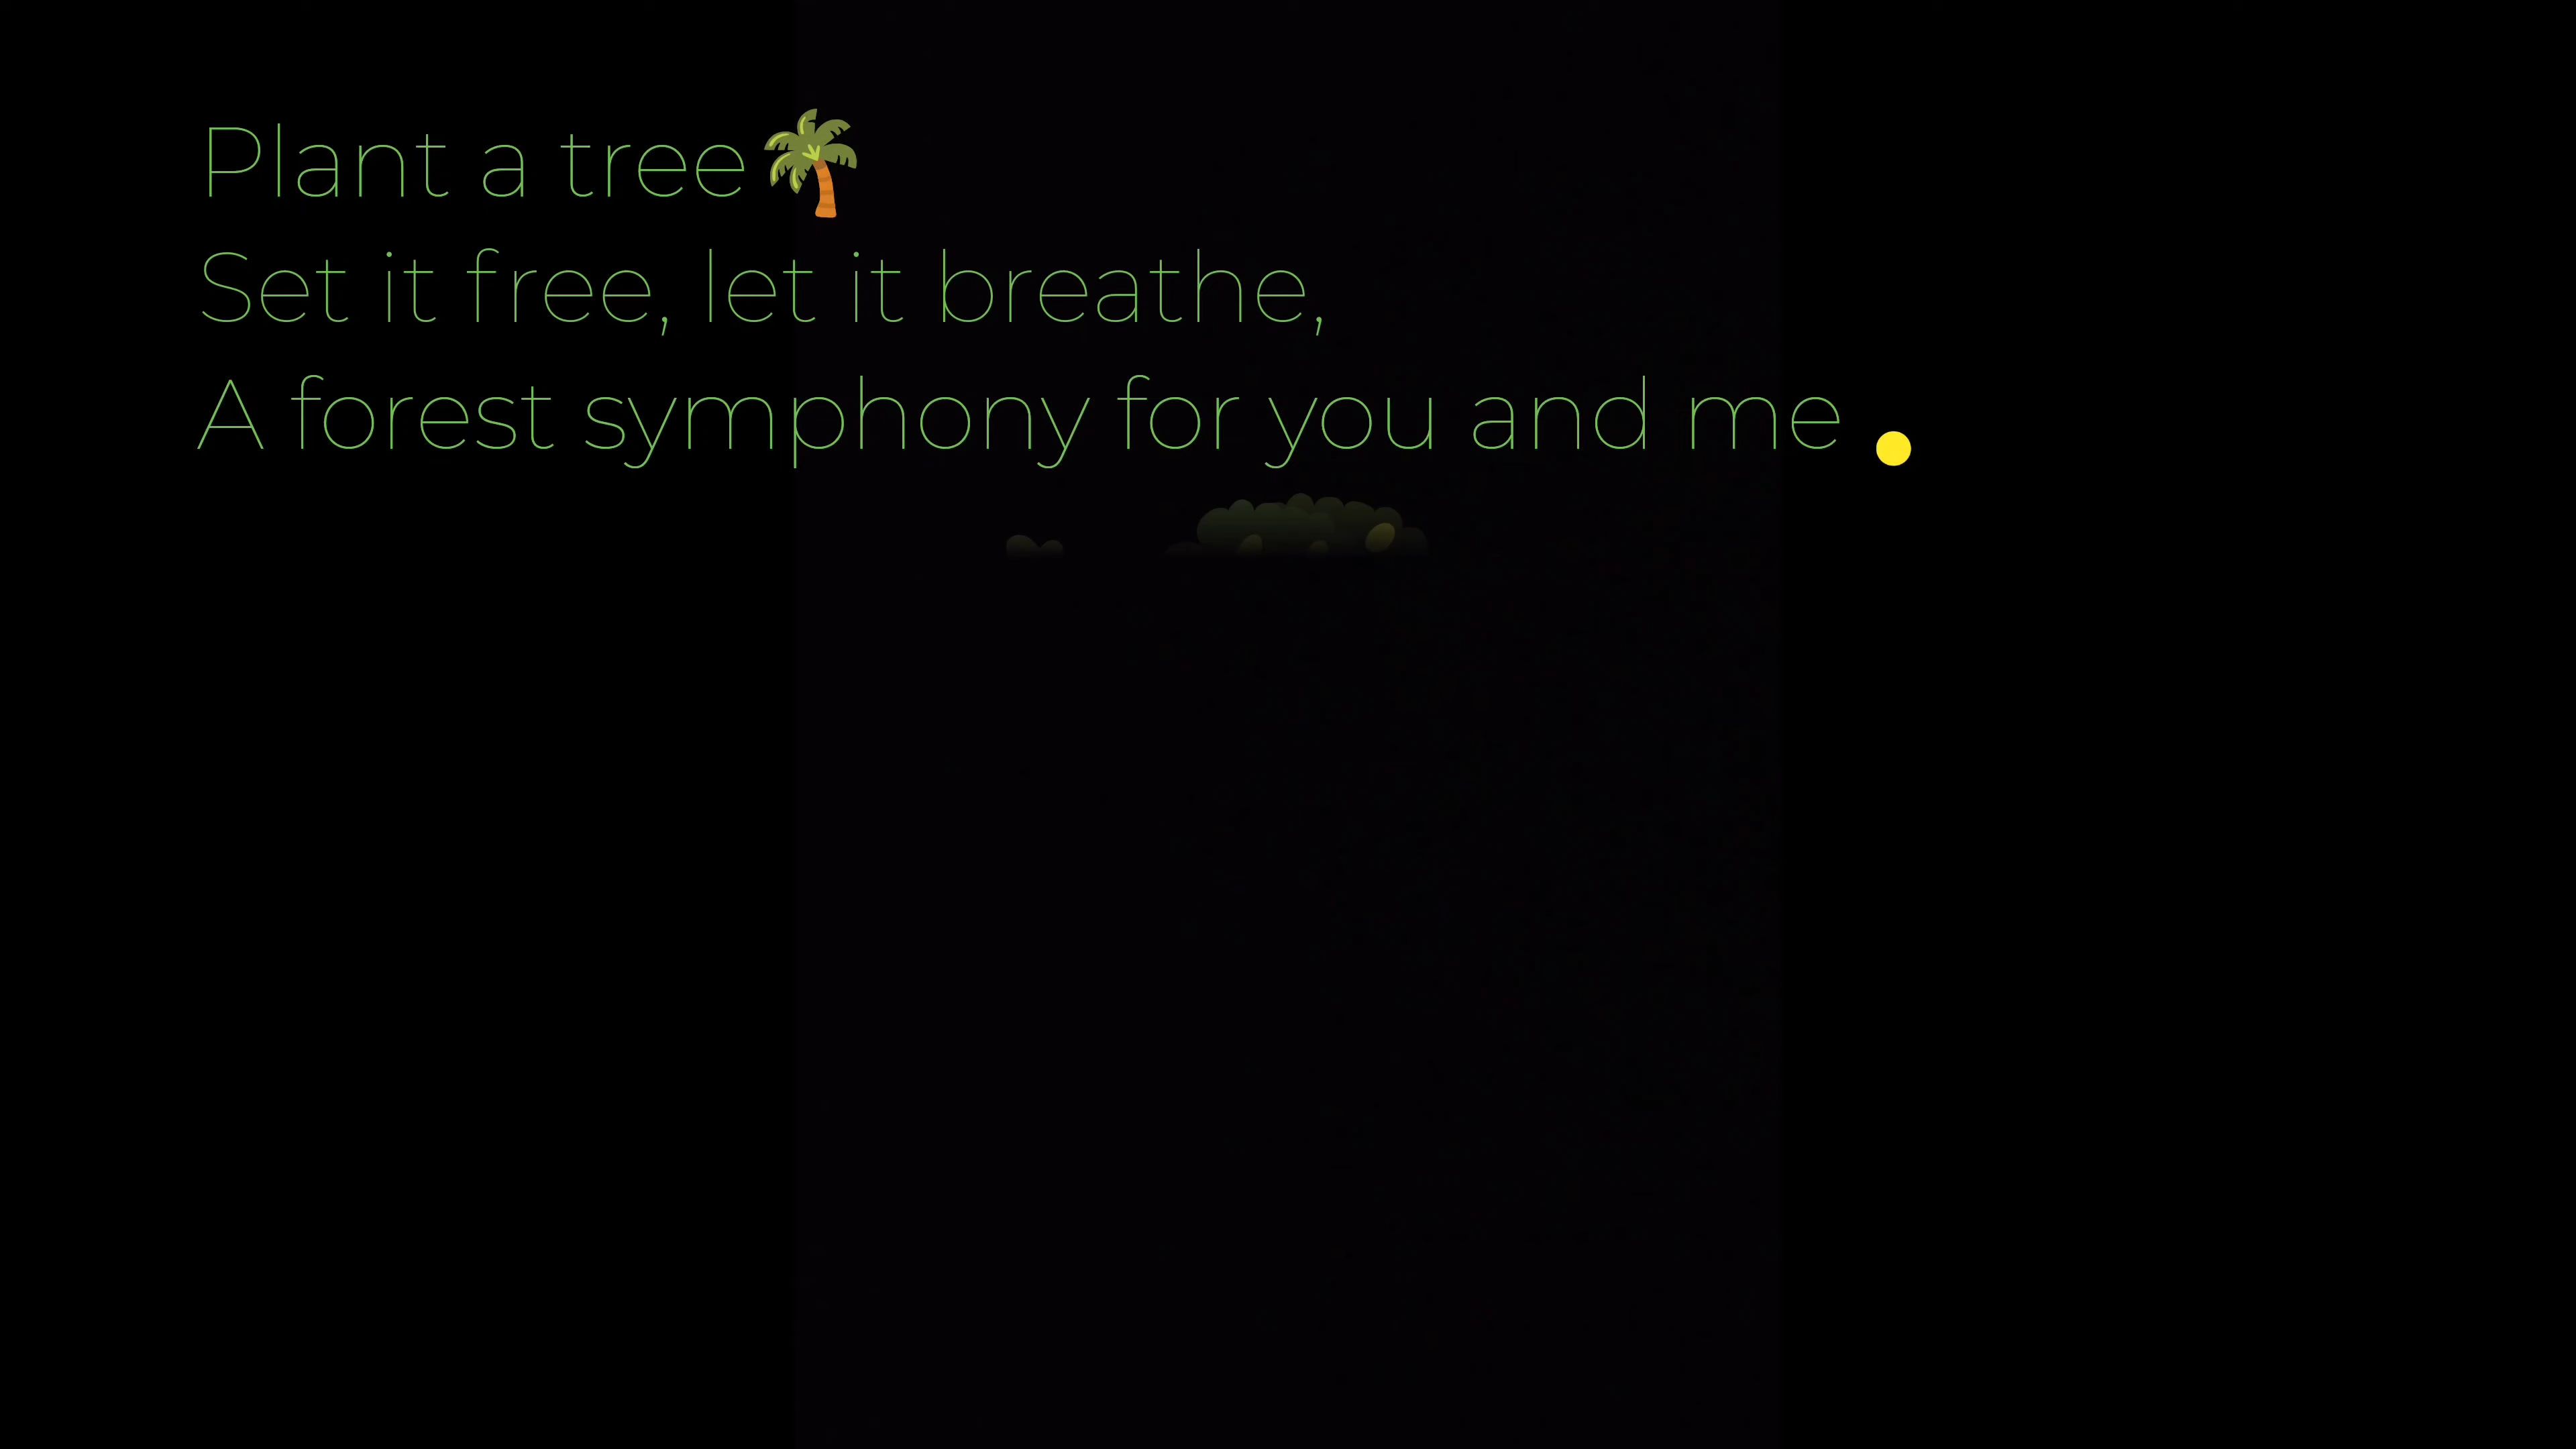 Plant a tree🌴
Set it free, let it breathe,
A forest symphony for you and me .